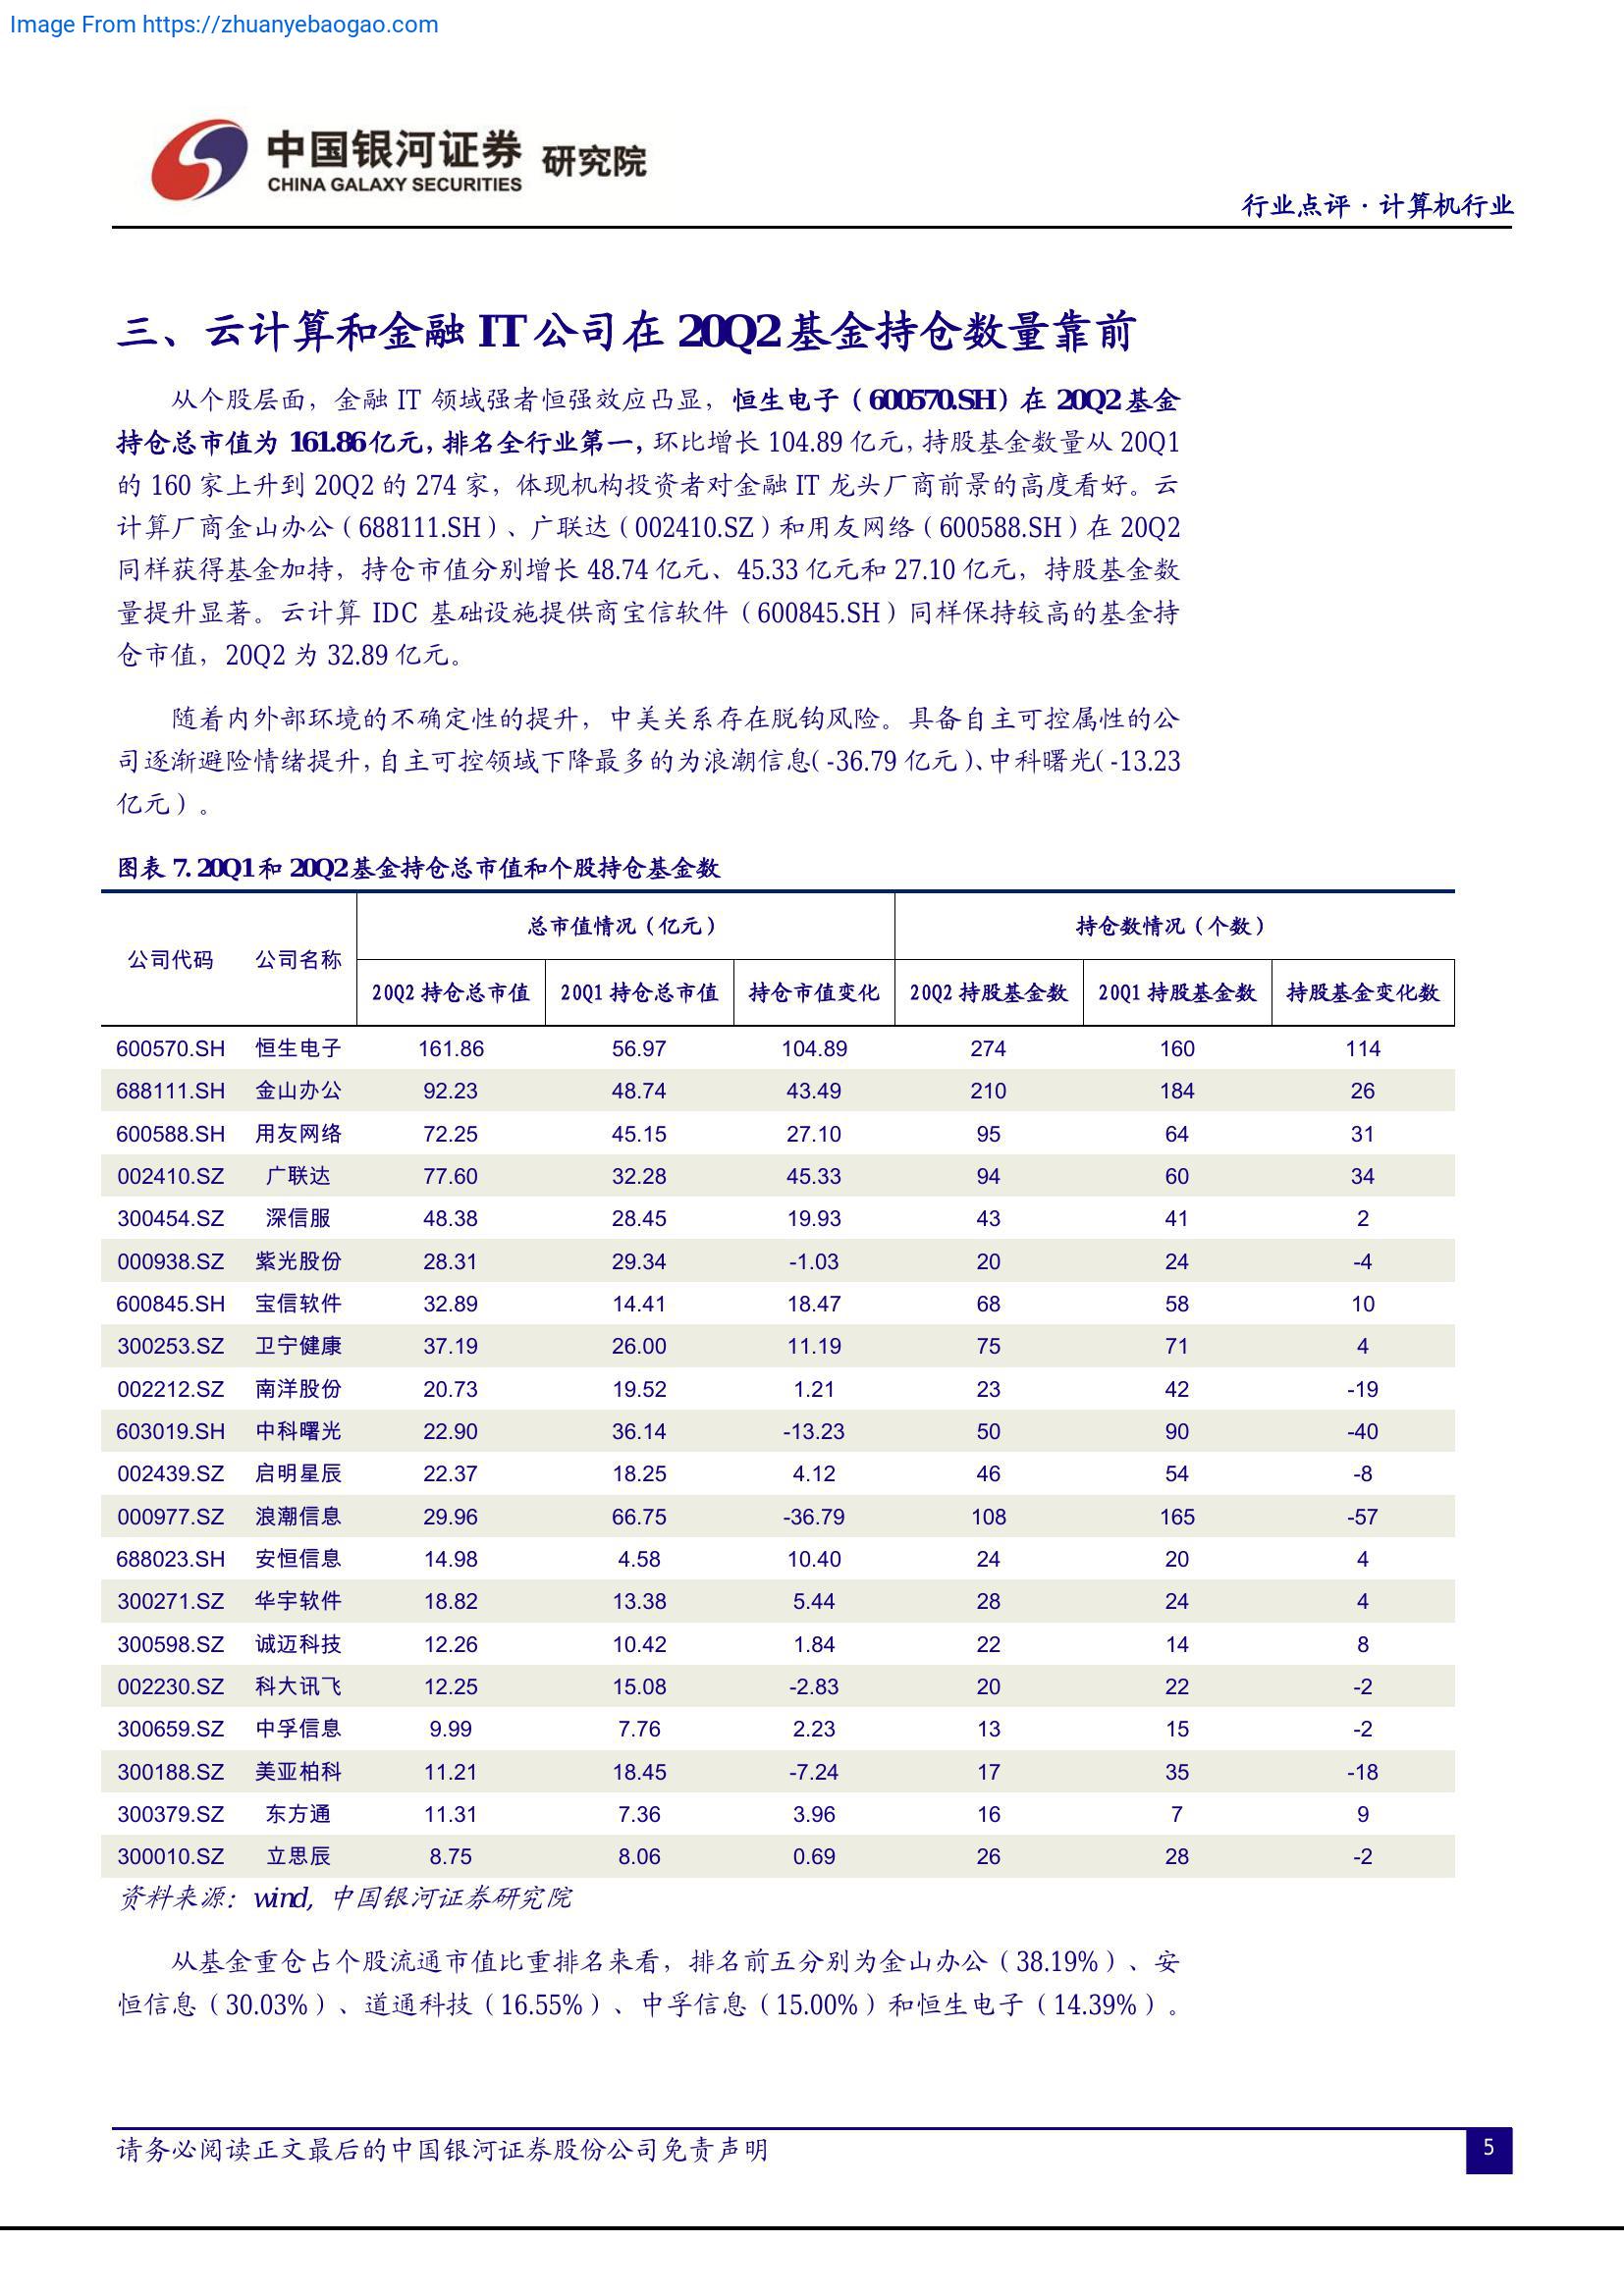 Image From https://zhuanyebaogao.com
中国银河证券 研究院
CHINA GALAXY SECURITIES
行业点评·计算机行业
三、云计算和金融 IT 公司在 20Q2 基金持仓数量靠前
从个股层面，金融 IT 领域强者恒强效应凸显，恒生电子（600570.SH）在 20Q2 基金
持仓总市值为 161.86 亿元，排名全行业第一，环比增长 104.89 亿元，持股基金数量从 20Q1
的 160 家上升到 20Q2 的 274 家，体现机构投资者对金融 IT 龙头厂商前景的高度看好。云
计算厂商金山办公（688111.SH）、广联达（002410.SZ）和用友网络（600588.SH）在 20Q2
同样获得基金加持，持仓市值分别增长 48.74 亿元、45.33 亿元和 27.10 亿元，持股基金数
量提升显著。云计算 IDC 基础设施提供商宝信软件（600845.SH）同样保持较高的基金持
仓市值，20Q2 为 32.89 亿元。
随着内外部环境的不确定性的提升，中美关系存在脱钩风险。具备自主可控属性的公
司逐渐避险情绪提升，自主可控领域下降最多的为浪潮信息（-36.79 亿元）、中科曙光（-13.23
亿元）。
图表 7. 20Q1 和 20Q2 基金持仓总市值和个股持仓基金数
公司代码 公司名称 总市值情况（亿元） 持仓数情况（个数）
20Q2 持仓总市值 20Q1 持仓总市值 持仓市值变化 20Q2 持股基金数 20Q1 持股基金数 持股基金变化数
600570.SH 恒生电子 161.86 56.97 104.89 274 160 114
688111.SH 金山办公 92.23 48.74 43.49 210 184 26
600588.SH 用友网络 72.25 45.15 27.10 95 64 31
002410.SZ 广联达 77.60 32.28 45.33 94 60 34
300454.SZ 深信服 48.38 28.45 19.93 43 41 2
000938.SZ 紫光股份 28.31 29.34 -1.03 20 24 -4
600845.SH 宝信软件 32.89 14.41 18.47 68 58 10
300253.SZ 卫宁健康 37.19 26.00 11.19 75 71 4
002212.SZ 南洋股份 20.73 19.52 1.21 23 42 -19
603019.SH 中科曙光 22.90 36.14 -13.23 50 90 -40
002439.SZ 启明星辰 22.37 18.25 4.12 46 54 -8
000977.SZ 浪潮信息 29.96 66.75 -36.79 108 165 -57
688023.SH 安恒信息 14.98 4.58 10.40 24 20 4
300271.SZ 华宇软件 18.82 13.38 5.44 28 24 4
300598.SZ 诚迈科技 12.26 10.42 1.84 22 14 8
002230.SZ 科大讯飞 12.25 15.08 -2.83 20 22 -2
300659.SZ 中孚信息 9.99 7.76 2.23 13 15 -2
300188.SZ 美亚柏科 11.21 18.45 -7.24 17 35 -18
300379.SZ 东方通 11.31 7.36 3.96 16 7 9
300010.SZ 立思辰 8.75 8.06 0.69 26 28 -2
资料来源：wind, 中国银河证券研究院
从基金重仓占个股流通市值比重排名来看，排名前五分别为金山办公（38.19%）、安
恒信息（30.03%）、道通科技（16.55%）、中孚信息（15.00%）和恒生电子（14.39%）。
请务必阅读正文最后的中国银河证券股份公司免责声明
5